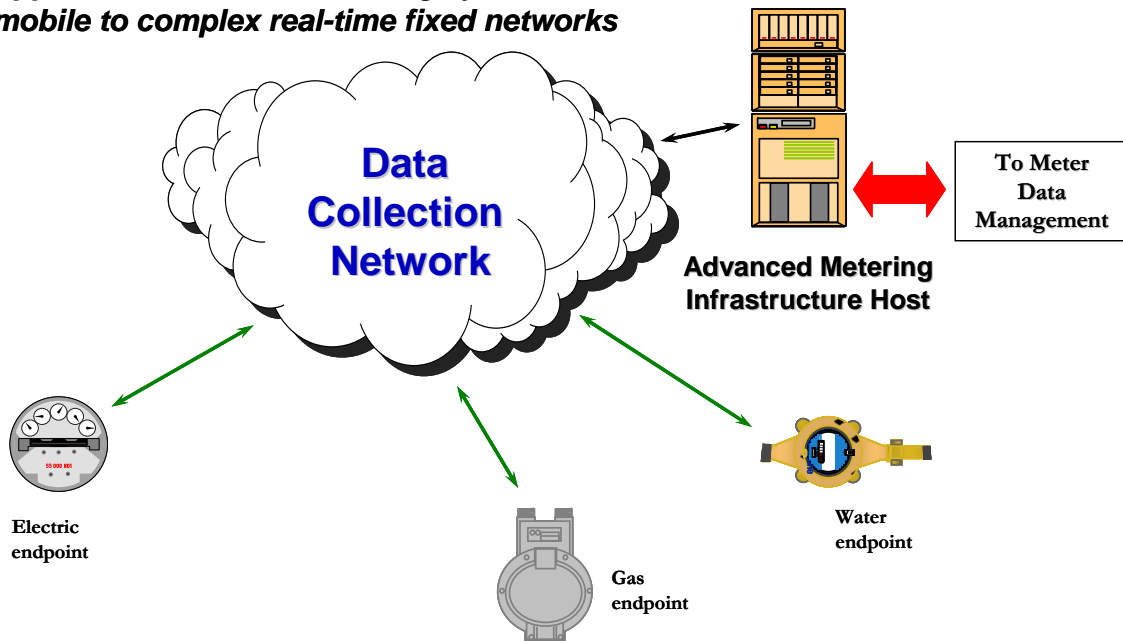 mobile to complex real-time fixed networks
Data
Collection
Network
To Meter
Data
Management
Advanced Metering
Infrastructure Host
55 000 801
Electric
endpoint
Gas
endpoint
Water
endpoint